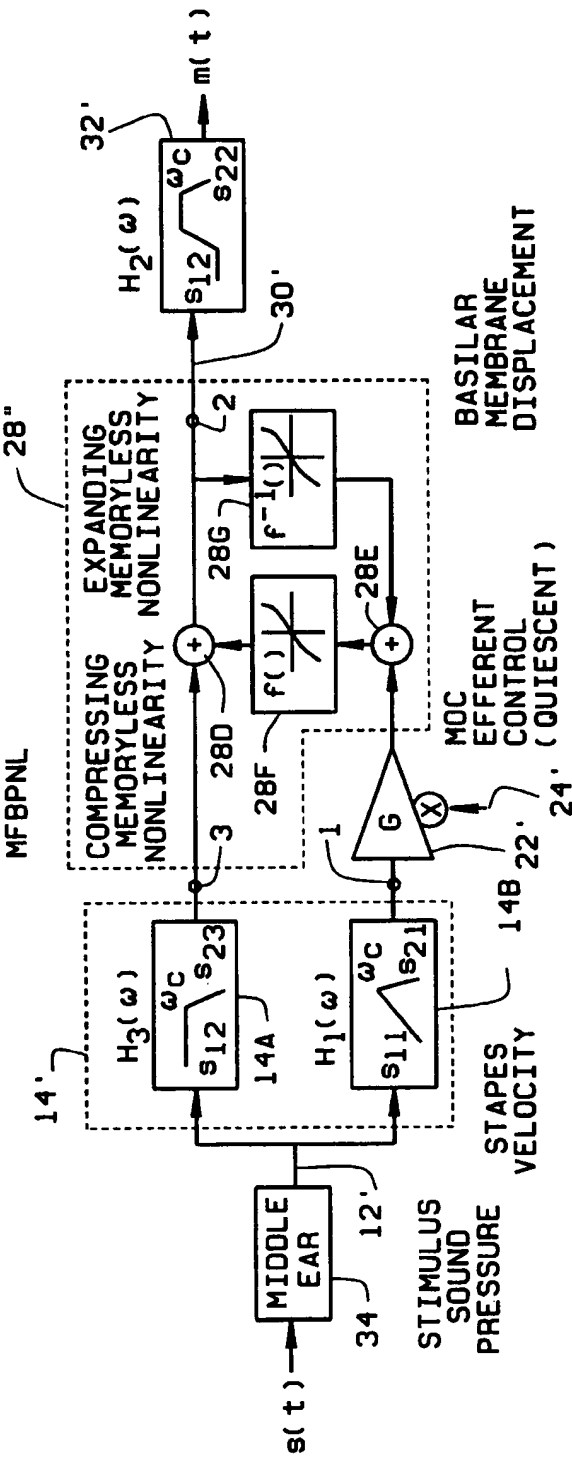 MFBPNL
28"
14'
COMPRESSING
MEMORYLESS
NONLINEARITY
EXPANDING
MEMORYLESS
NONLINEARITY
H3(ω)
ωC
S12
S23
14A
3
28D
+
2
30'
H2(ω)
32'
ωC
S12
S22
m(t)
28F
f()
28G
f⁻¹()
28E
+
s(t)
MIDDLE
EAR
34
12'
H1(ω)
ωC
S11
S21
14B
1
G
22'
X
24'
STIMULUS
SOUND
PRESSURE
STAPES
VELOCITY
MOC
EFFERENT
CONTROL
(QUIESCENT)
BASILAR
MEMBRANE
DISPLACEMENT